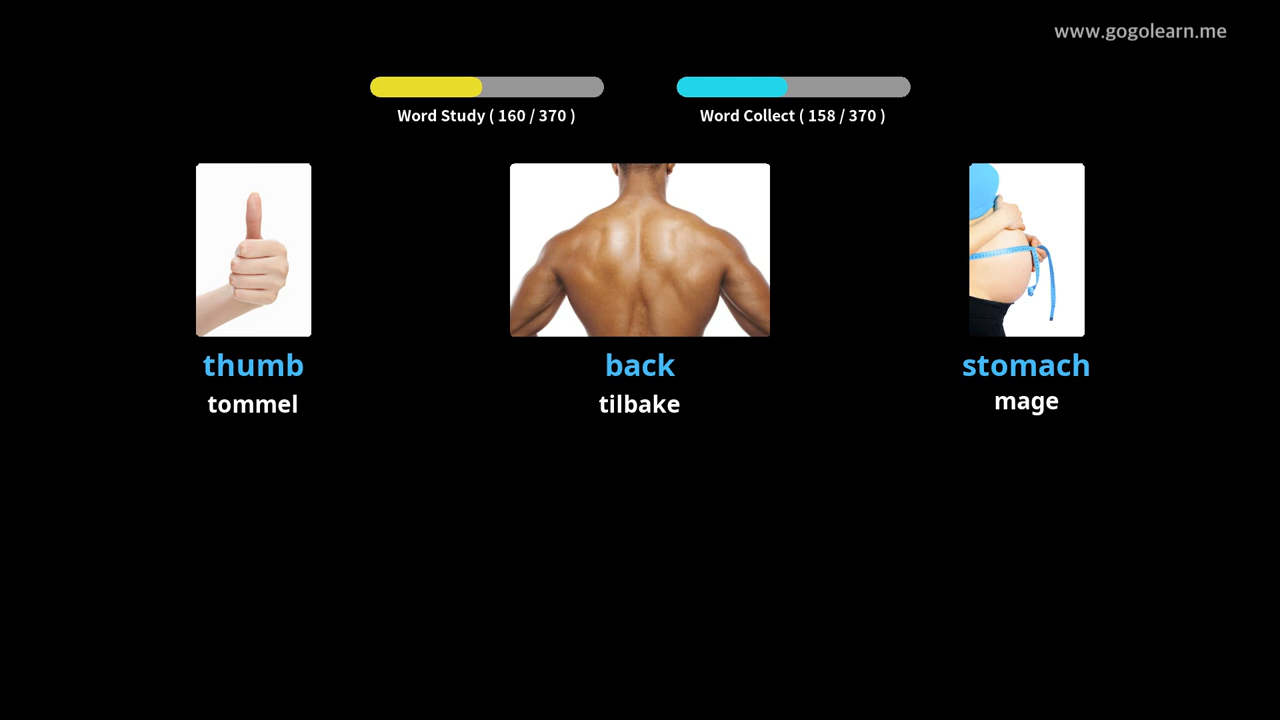 www.gogolearn.me
Word Study ( 160 / 370 )
Word Collect ( 158 / 370 )
thumb
tommel
back
tilbake
stomach
mage